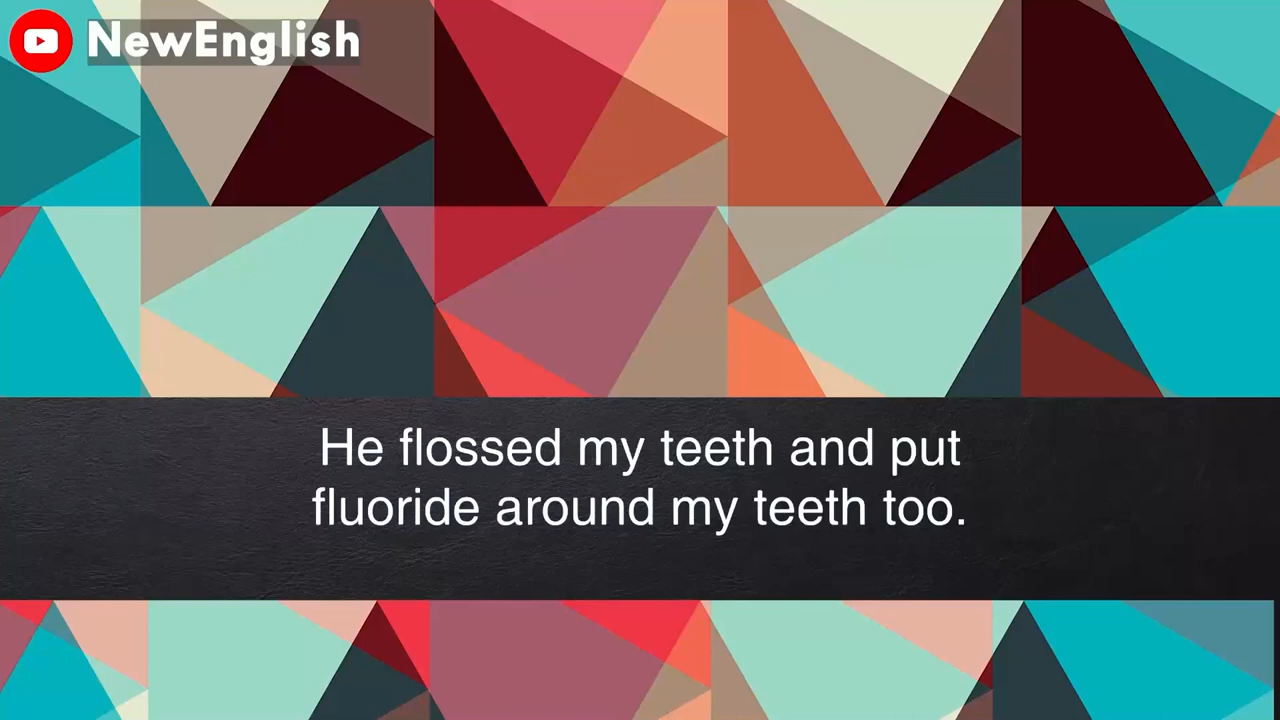 NewEnglish
He flossed my teeth and put
fluoride around my teeth too.